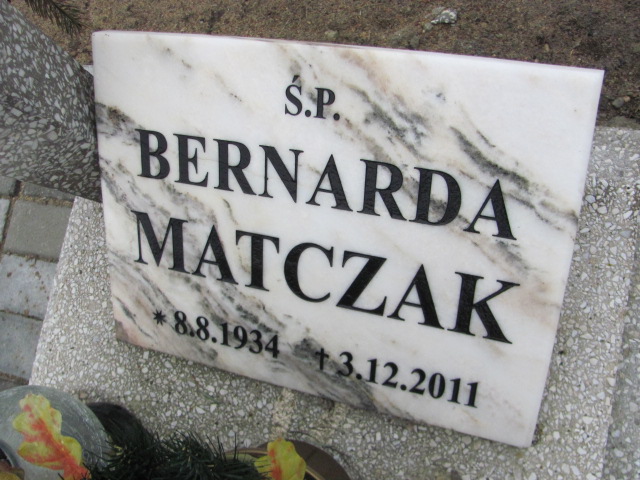 Ś.P.
BERNARDA
MATCZAK
* 8.8.1934 † 3.12.2011